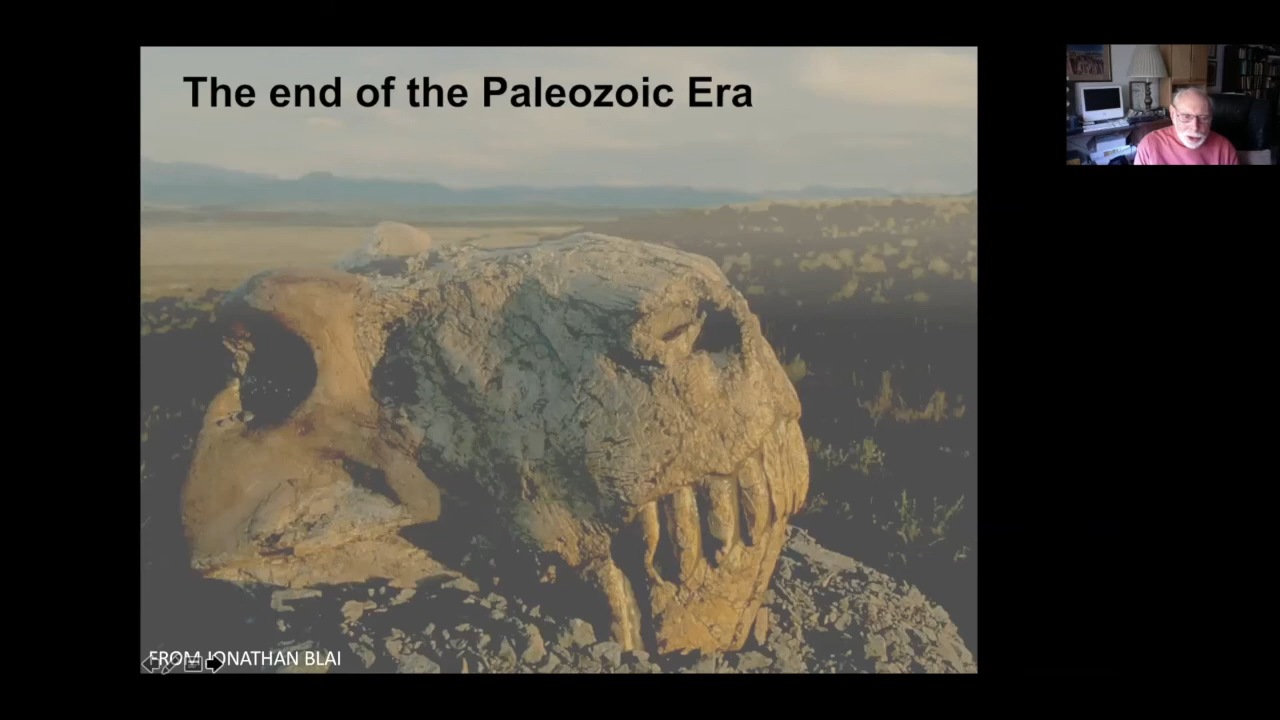 The end of the Paleozoic Era
FROM JONATHAN BLAI